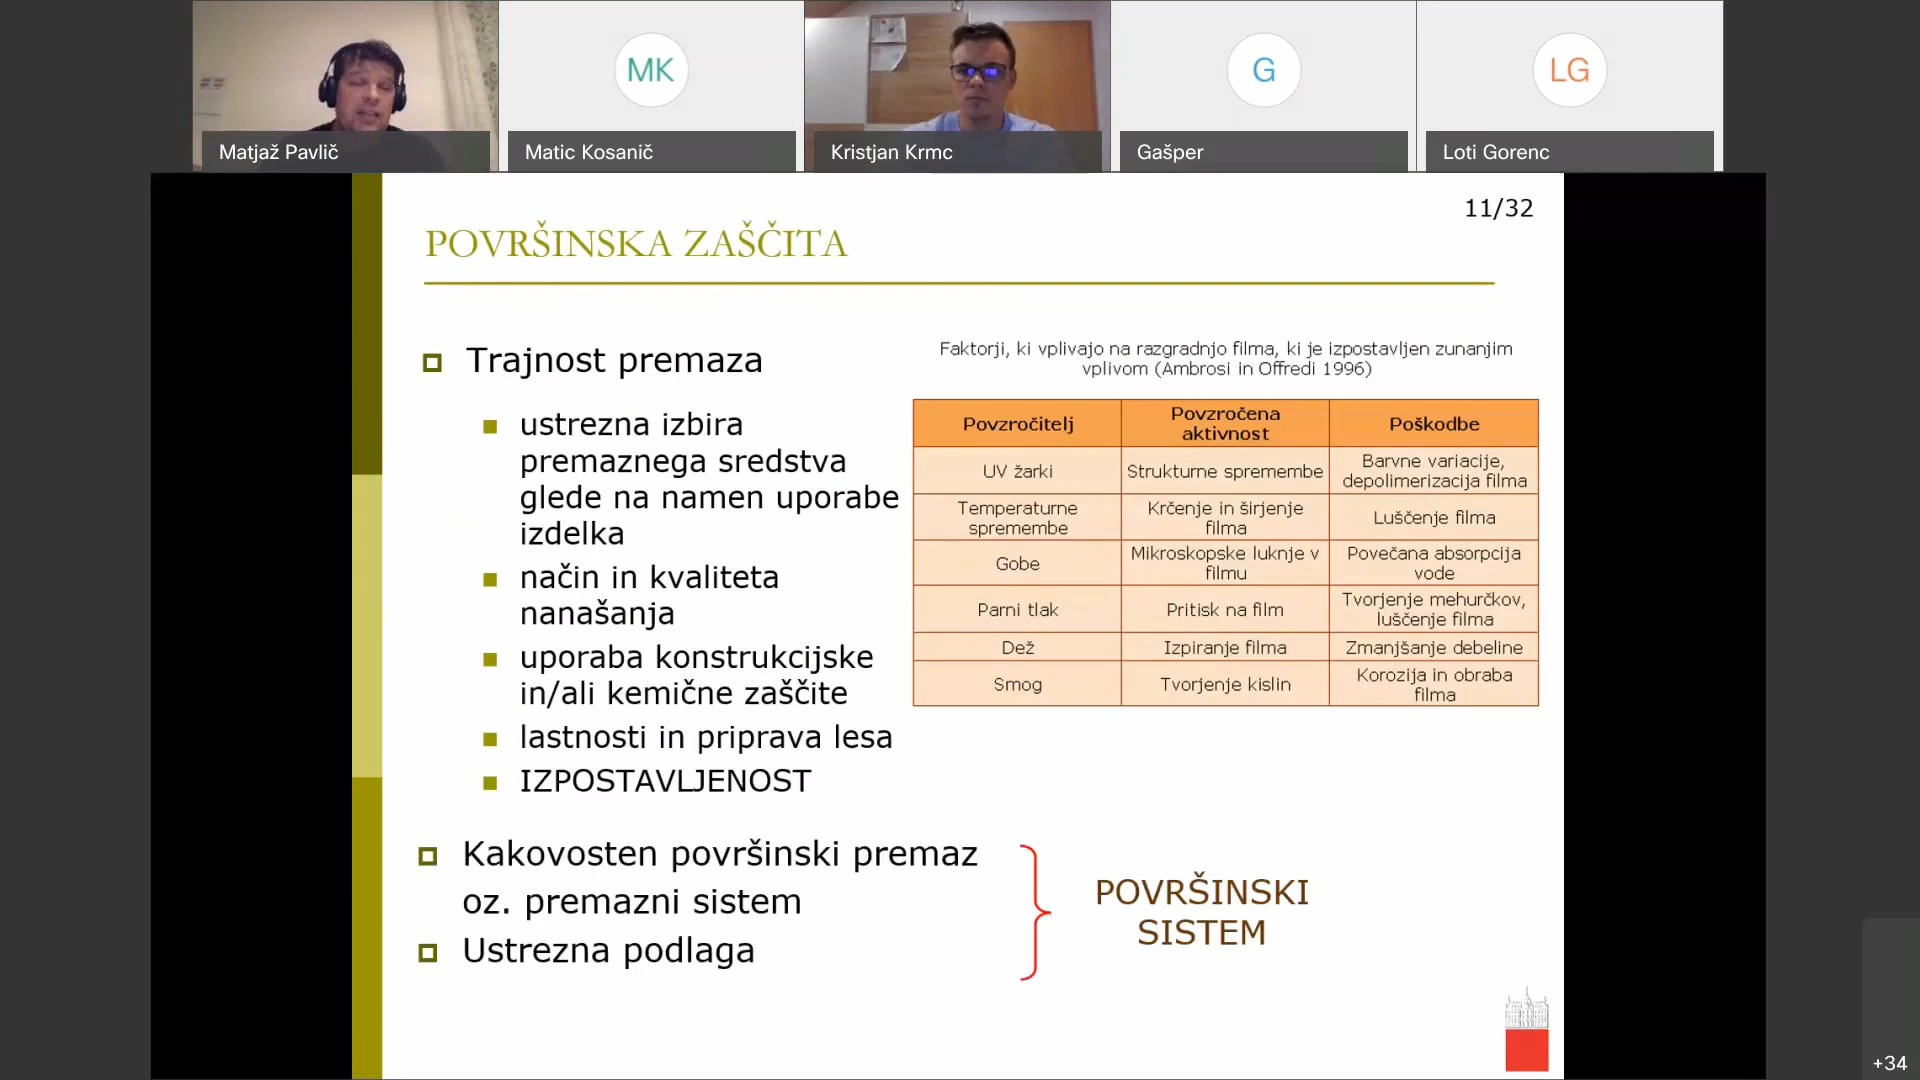 MK
G
LG
Matjaž Pavlič
Matic Kosanič
Kristjan Krmc
Gašper
Loti Gorenc
11/32
POVRŠINSKA ZAŠČITA
Trajnost premaza
ustrezna izbira
premaznega sredstva
glede na namen uporabe
izdelka
način in kvaliteta
nanašanja
uporaba konstrukcijske
in/ali kemične zaščite
lastnosti in priprava lesa
IZPOSTAVLJENOST
Faktorji, ki vplivajo na razgradnjo filma, ki je izpostavljen zunanjim
vplivom (Ambrosi in Offredi 1996)
Povzročitelj
Povzročena
aktivnost
Poškodbe
UV žarki
Strukturne spremembe
Barvne variacije,
depolimerizacija filma
Temperaturne
spremembe
Krčenje in širjenje
filma
Luščenje filma
Gobe
Mikroskopske luknje v
filmu
Povečana absorpcija
vode
Parni tlak
Pritisk na film
Tvorjenje mehurčkov,
luščenje filma
Dež
Izpiranje filma
Zmanjšanje debeline
Smog
Tvorjenje kislin
Korozija in obraba
filma
Kakovosten površinski premaz
oz. premazni sistem
Ustrezna podlaga
POVRŠINSKI
SISTEM
+34